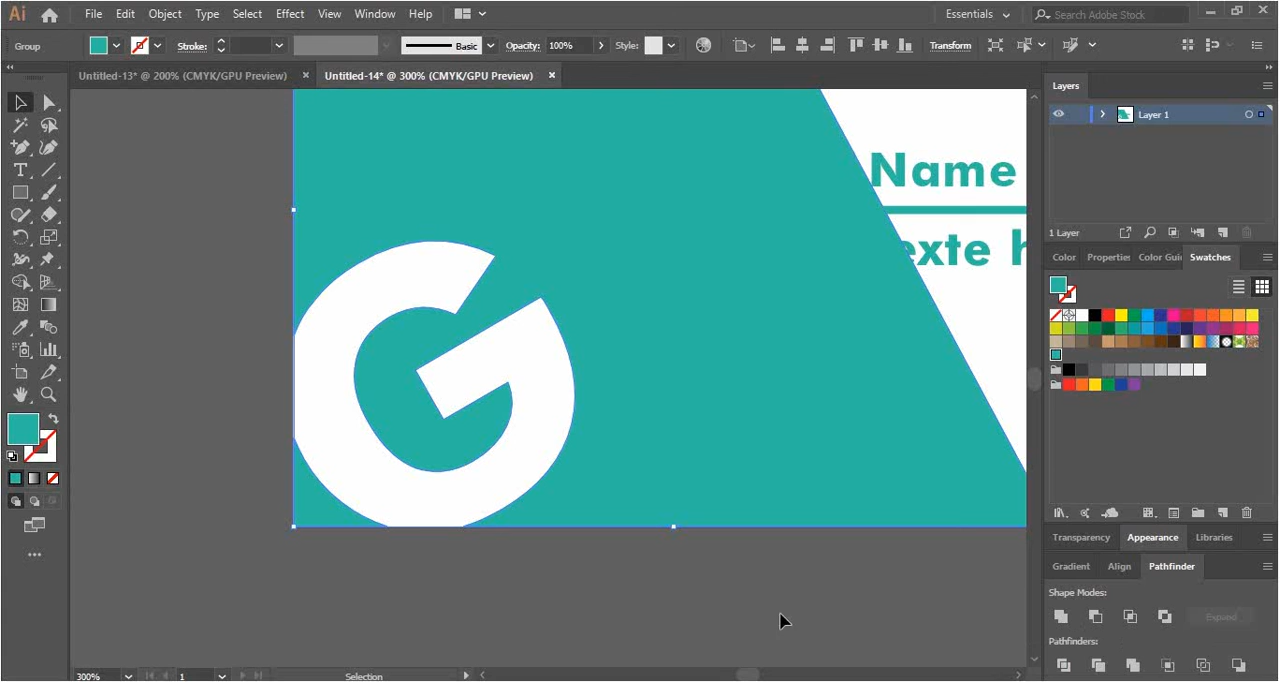 Ai File Edit Object Type Select Effect View Window Help Essentials Search Adobe Stock
Group Stroke: Basic Opacity: 100% Style: Transform
Untitled-13* @ 200% (CMYK/GPU Preview) × Untitled-14* @ 300% (CMYK/GPU Preview) ×
Layers
Layer 1
Name
1 Layer
exte h
Color Propertie: Color Gui Swatches
G
Transparency Appearance Libraries
Gradient Align Pathfinder
Shape Modes:
Expand
Pathfinders:
300% 1 Selection